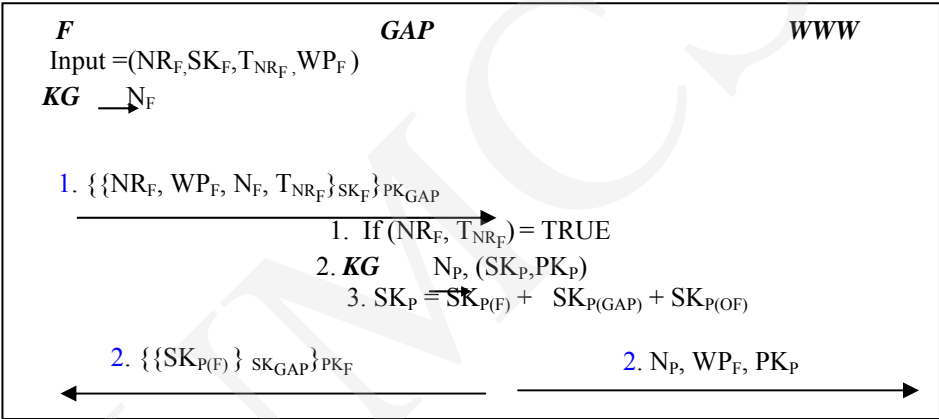 F GAP WWW
Input =(NR_F,SK_F,T_NR_F,WP_F )
KG N_F
1. {{NR_F, WP_F, N_F, T_NR_F}SK_F}PK_GAP
1. If (NR_F, T_NR_F) = TRUE
2. KG N_P, (SK_P,PK_P)
3. SK_P = SK_P(F) + SK_P(GAP) + SK_P(OF)
2. {{SK_P(F) } SK_GAP}PK_F 2. N_P, WP_F, PK_P